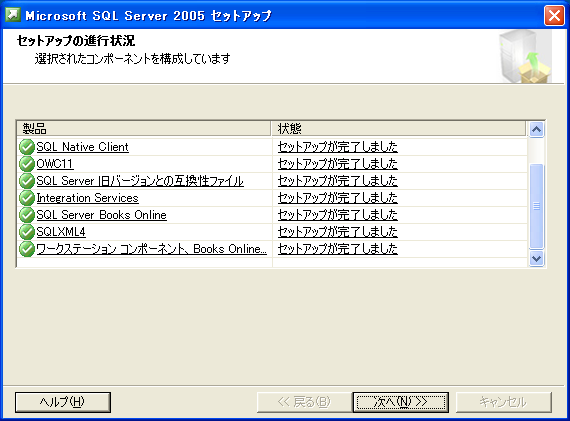 Microsoft SQL Server 2005 セットアップ
セットアップの進行状況
選択されたコンポーネントを構成しています
製品 状態
SQL Native Client セットアップが完了しました
OWC11 セットアップが完了しました
SQL Server 旧バージョンとの互換性ファイル セットアップが完了しました
Integration Services セットアップが完了しました
SQL Server Books Online セットアップが完了しました
SQLXML4 セットアップが完了しました
ワークステーション コンポーネント、Books Online... セットアップが完了しました
ヘルプ(H) << 戻る(B) 次へ(N) >> キャンセル